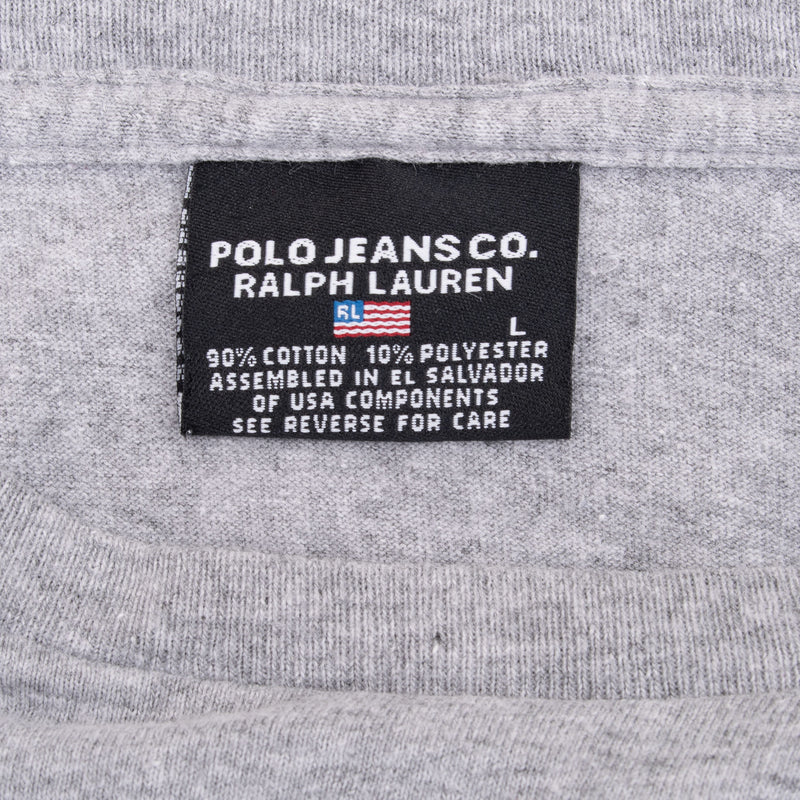 POLO JEANS CO.
RALPH LAUREN
RL
L
90% COTTON 10% POLYESTER
ASSEMBLED IN EL SALVADOR
OF USA COMPONENTS
SEE REVERSE FOR CARE